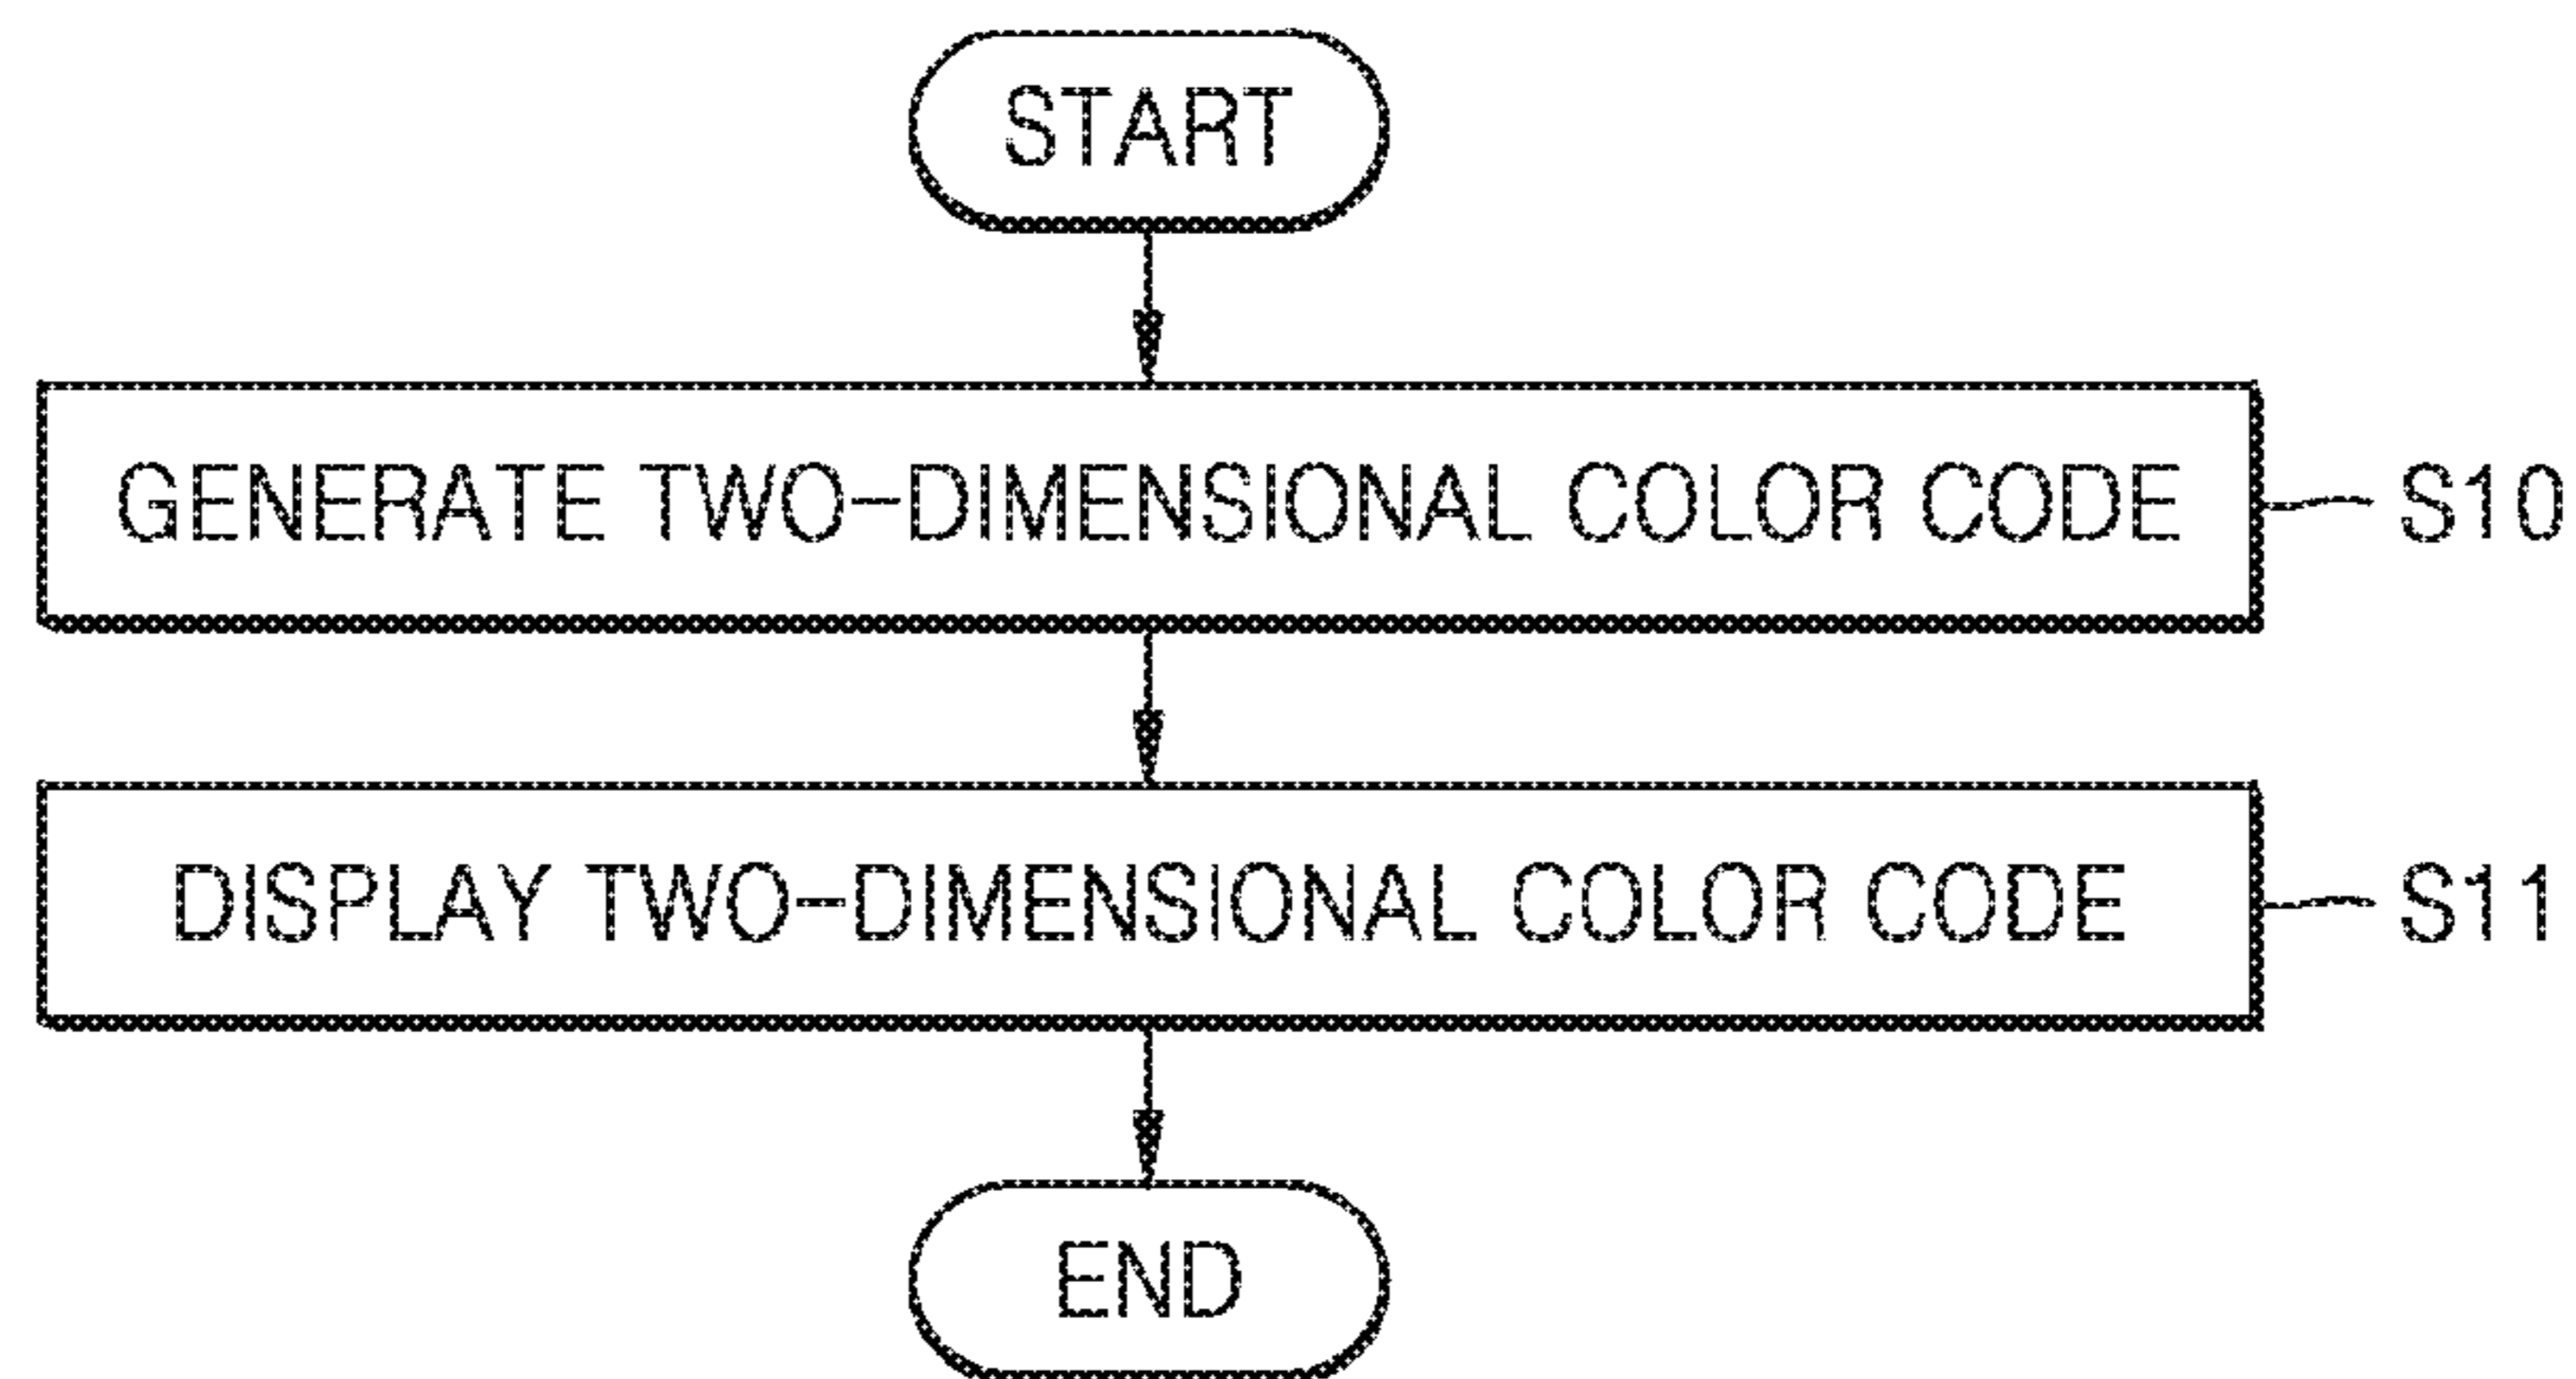 START
GENERATE TWO-DIMENSIONAL COLOR CODE S10
DISPLAY TWO-DIMENSIONAL COLOR CODE S11
END